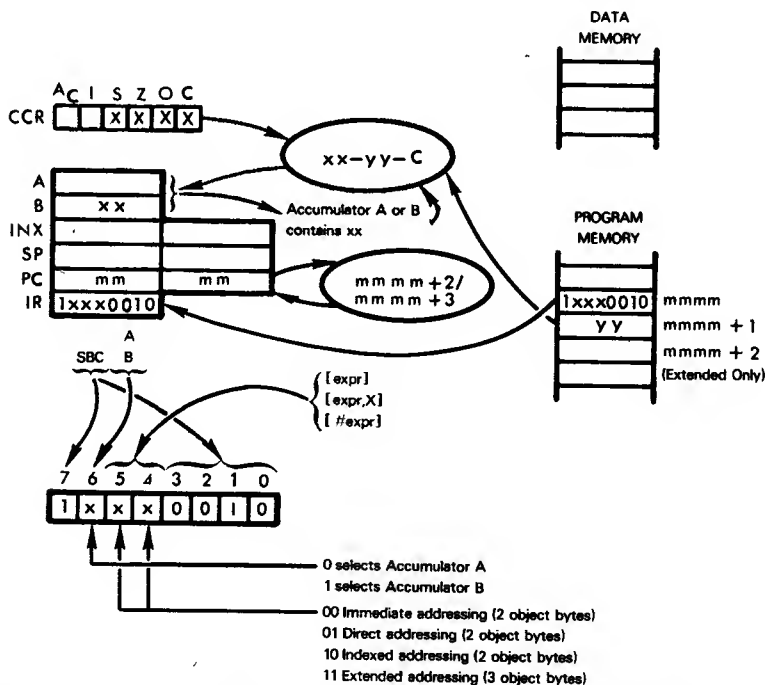 DATA
MEMORY
AC I S Z O C
CCR X X X X
xx-yy-C
A
B xx
Accumulator A or B
contains xx
INX
SP
PC mm mm
IR 1xxx0010
mmmm+2/
mmmm+3
PROGRAM
MEMORY
1xxx0010 mmmm
yy mmmm + 1
mmmm + 2
(Extended Only)
A
SBC B
[expr]
[expr,X]
[ #expr]
7 6 5 4 3 2 1 0
1 x x x 0 0 1 0
0 selects Accumulator A
1 selects Accumulator B
00 Immediate addressing (2 object bytes)
01 Direct addressing (2 object bytes)
10 Indexed addressing (2 object bytes)
11 Extended addressing (3 object bytes)